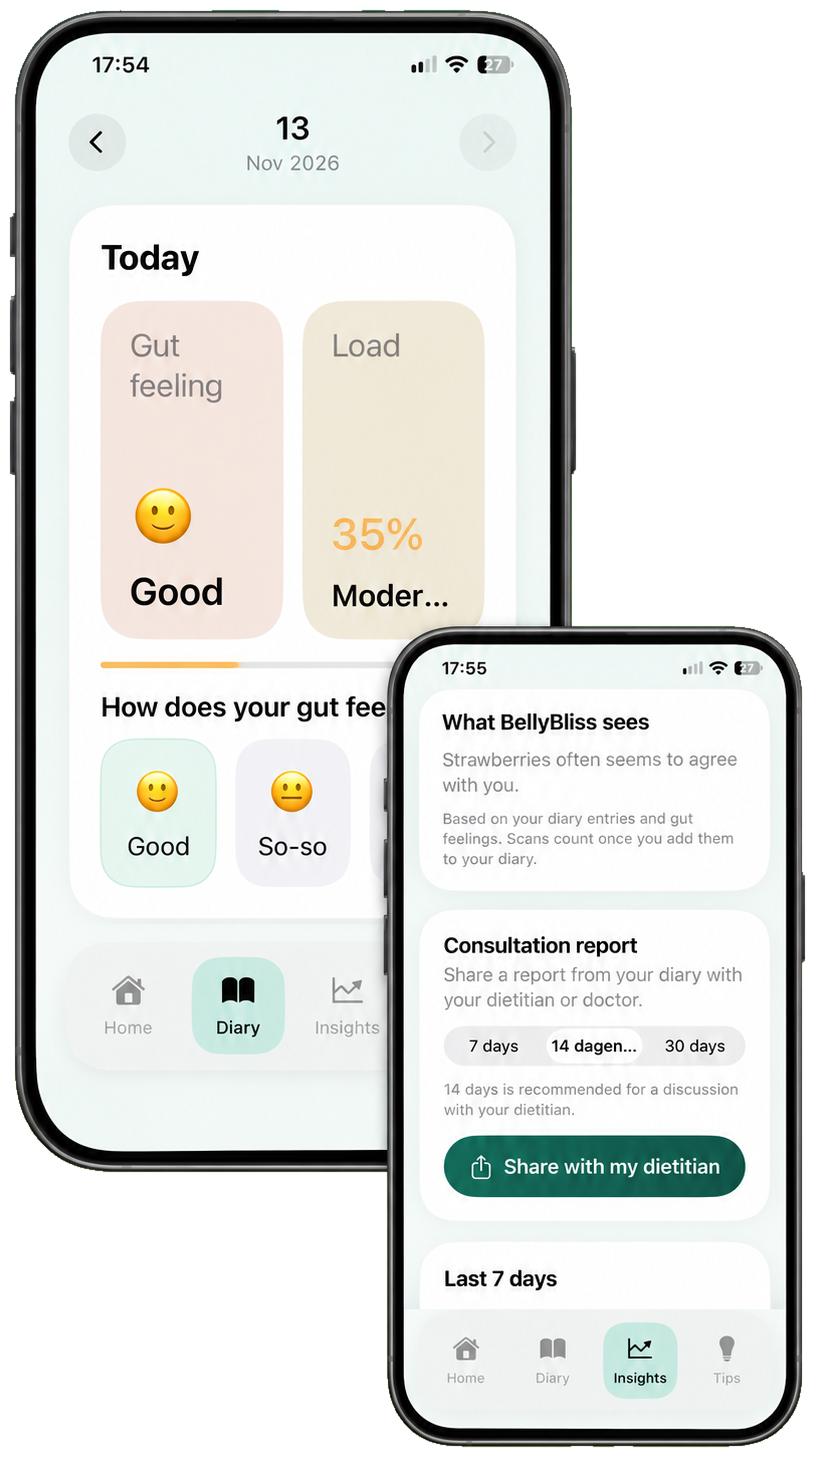 17:54
27
13
Nov 2026
Today
Gut
feeling
Load
35%
Good
Moder...
How does your gut fee
Good
So-so
Home
Diary
Insights
17:55
27
What BellyBliss sees
Strawberries often seems to agree
with you.
Based on your diary entries and gut
feelings. Scans count once you add them
to your diary.
Consultation report
Share a report from your diary with
your dietitian or doctor.
7 days
14 dagen...
30 days
14 days is recommended for a discussion
with your dietitian.
Share with my dietitian
Last 7 days
Home
Diary
Insights
Tips